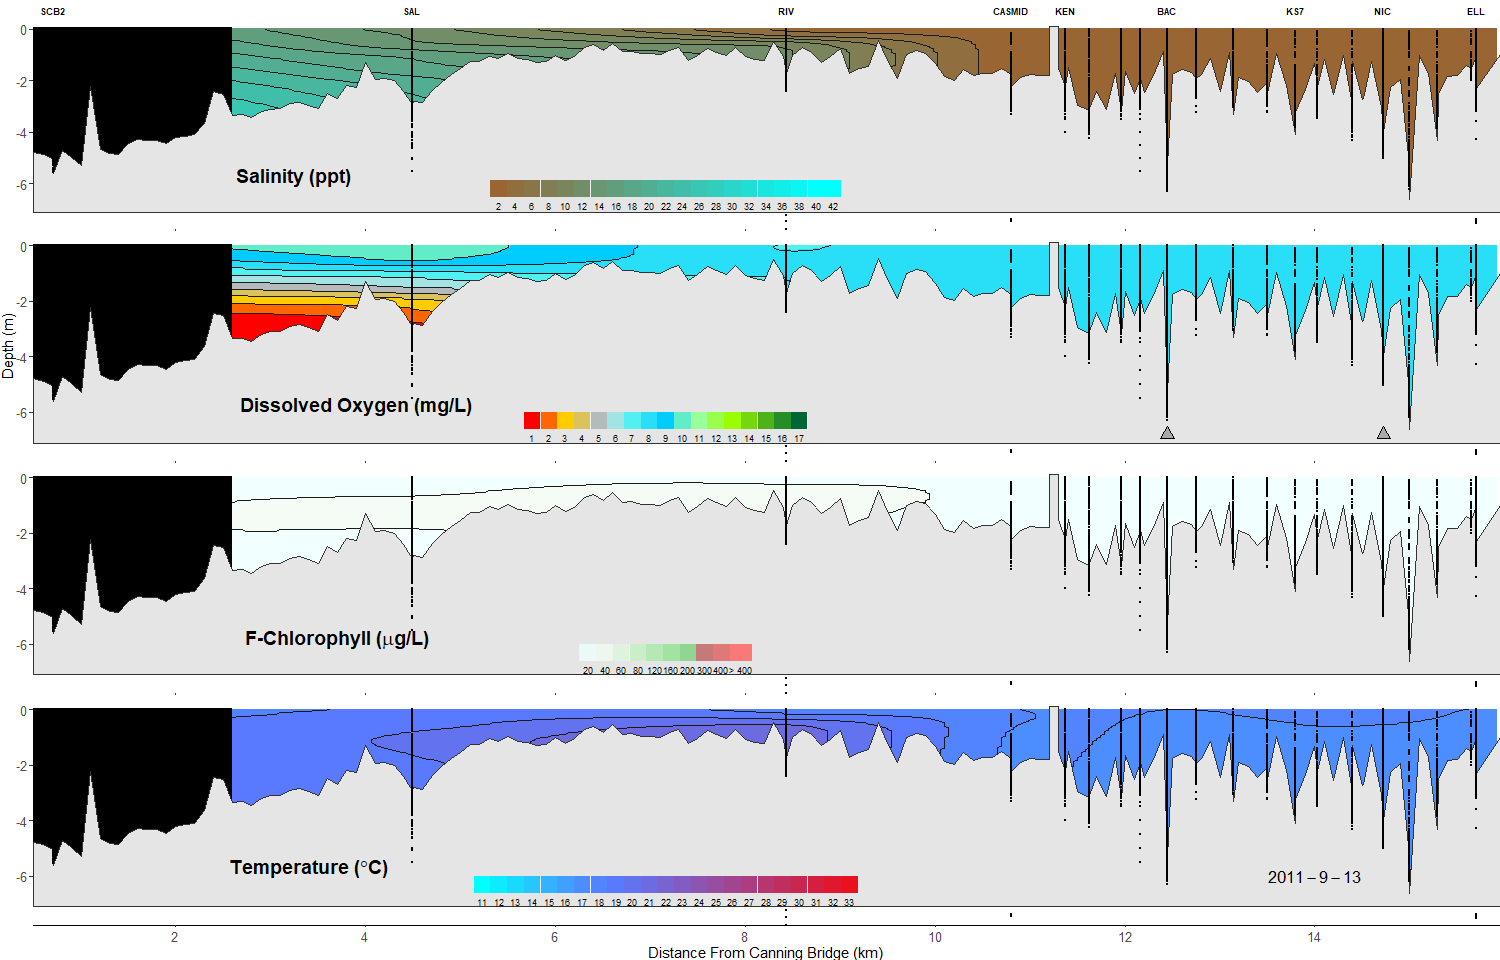 SCB2 SAL RIV CASMID KEN BAC KS7 NIC ELL
0
-2
-4
-6
Salinity (ppt)
2 4 6 8 10 12 14 16 18 20 22 24 26 28 30 32 34 36 38 40 42
0
-2
-4
-6
Depth (m)
Dissolved Oxygen (mg/L)
1 2 3 4 5 6 7 8 9 10 11 12 13 14 15 16 17
0
-2
-4
-6
F-Chlorophyll (µg/L)
20 40 60 80 120 160 200 300 400 > 400
0
-2
-4
-6
Temperature (°C)
2011 – 9 – 13
11 12 13 14 15 16 17 18 19 20 21 22 23 24 25 26 27 28 29 30 31 32 33
2 4 6 8 10 12 14
Distance From Canning Bridge (km)